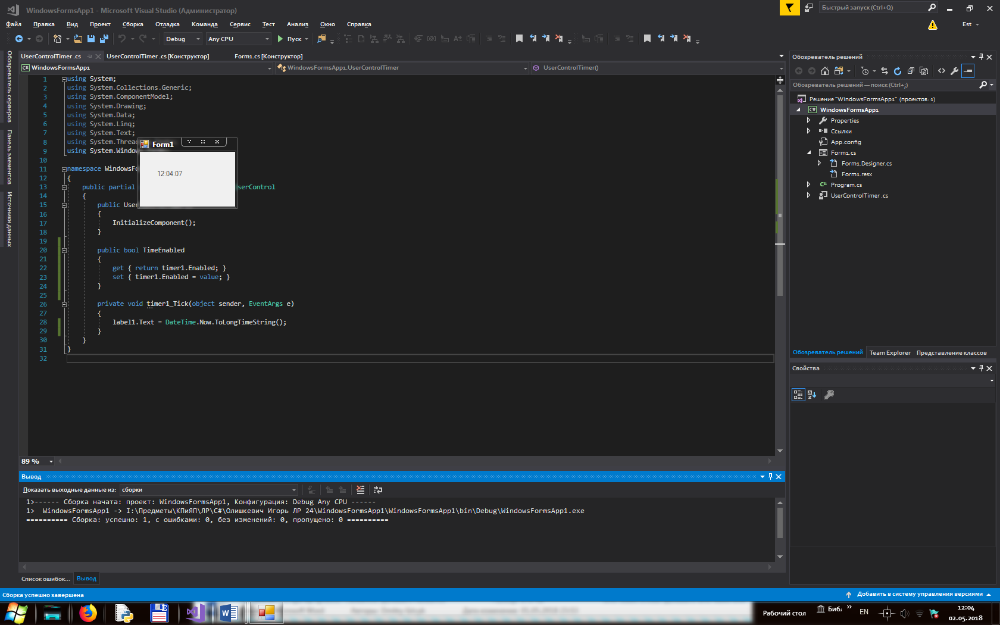 WindowsFormsApp1 - Microsoft Visual Studio (Администратор)
Быстрый запуск (Ctrl+Q)
Файл Правка Вид Проект Сборка Отладка Команда Сервис Тест Анализ Окно Справка
Est
Debug Any CPU Пуск
Обозреватель серверов
Панель элементов
Источники данных
UserControlTimer .cs UserControlTimer .cs [Конструктор] Form1.cs [Конструктор]
C# WindowsFormsApp1 WindowsFormsApp1.UserControlTimer UserControlTimer()
1 using System;
2 using System.Collections.Generic;
3 using System.ComponentModel;
4 using System.Drawing;
5 using System.Data;
6 using System.Linq;
7 using System.Text;
8 using System.Threa
9 using System.Window
10
11 namespace WindowsFo
12 {
13 public partial serControl
14 {
15 public User
16 {
17 InitializeComponent();
18 }
19
20 public bool TimeEnabled
21 {
22 get { return timer1.Enabled; }
23 set { timer1.Enabled = value; }
24 }
25
26 private void timer1_Tick(object sender, EventArgs e)
27 {
28 label1.Text = DateTime.Now.ToLongTimeString();
29 }
30 }
31 }
32
Form1
12:04:07
89 %
Вывод
Показать выходные данные из: сборки
1>------ Сборка начата: проект: WindowsFormsApp1, Конфигурация: Debug Any CPU ------
1> WindowsFormsApp1 -> I:\Предметы\КПиЯП\ЛР\C#\Олишкевич Игорь ЛР 24\WindowsFormsApp1\WindowsFormsApp1\bin\Debug\WindowsFormsApp1.exe
========== Сборка: успешно: 1, с ошибками: 0, без изменений: 0, пропущено: 0 ==========
Список ошибок... Вывод
Обозреватель решений
Обозреватель решений — поиск (Ctrl+;)
Решение "WindowsFormsApp1" (проектов: 1)
C# WindowsFormsApp1
Properties
Ссылки
App.config
Form1.cs
Form1.Designer.cs
Form1.resx
C# Program.cs
UserControlTimer .cs
Обозреватель решений Team Explorer Представление классов
Свойства
Сборка успешно завершена
Добавить в систему управления версиями
Рабочий стол
Биб.
EN
12:04
02.05.2018